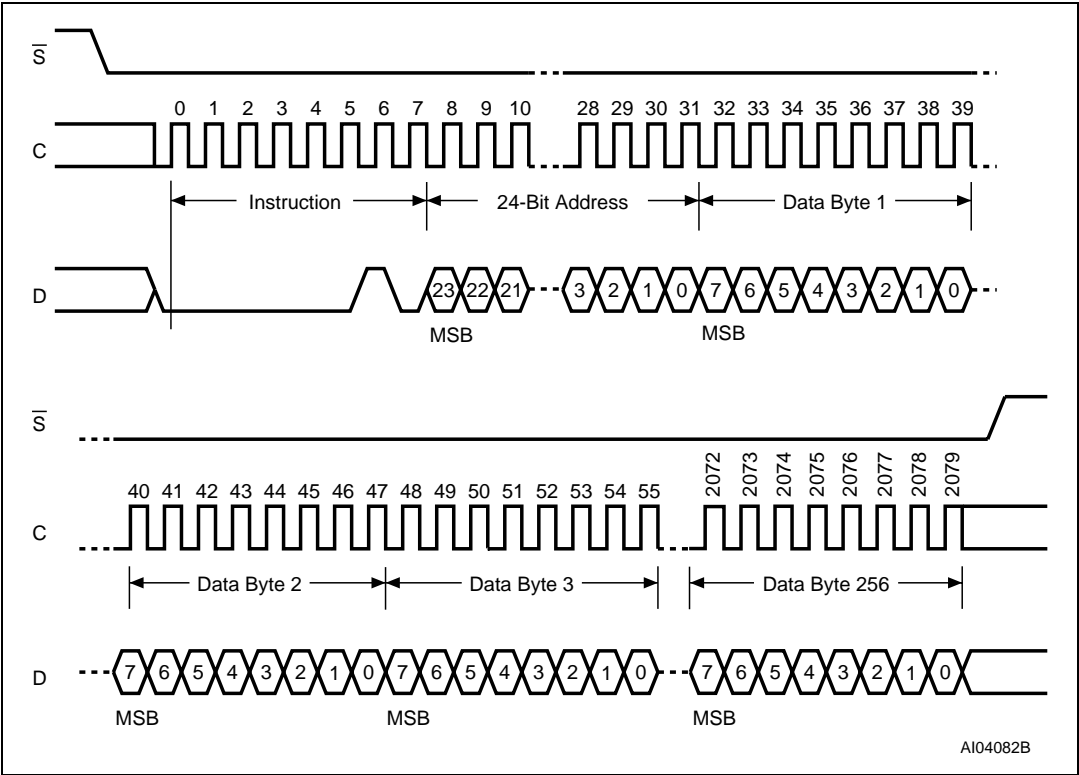 S̅
0 1 2 3 4 5 6 7 8 9 10 28 29 30 31 32 33 34 35 36 37 38 39
C
Instruction 24-Bit Address Data Byte 1
D 23 22 21 3 2 1 0 7 6 5 4 3 2 1 0
MSB MSB
S̅
40 41 42 43 44 45 46 47 48 49 50 51 52 53 54 55 2072 2073 2074 2075 2076 2077 2078 2079
C
Data Byte 2 Data Byte 3 Data Byte 256
D 7 6 5 4 3 2 1 0 7 6 5 4 3 2 1 0 7 6 5 4 3 2 1 0
MSB MSB MSB
AI04082B